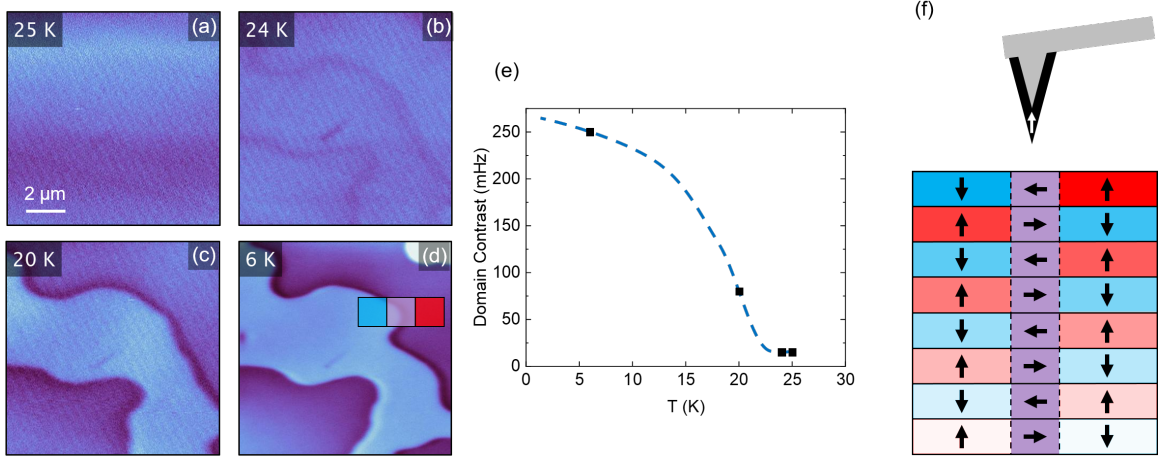 25 K
(a)
2 μm
24 K
(b)
20 K
(c)
6 K
(d)
(e)
Domain Contrast (mHz)
250
200
150
100
50
0
0
5
10
15
20
25
30
T (K)
(f)